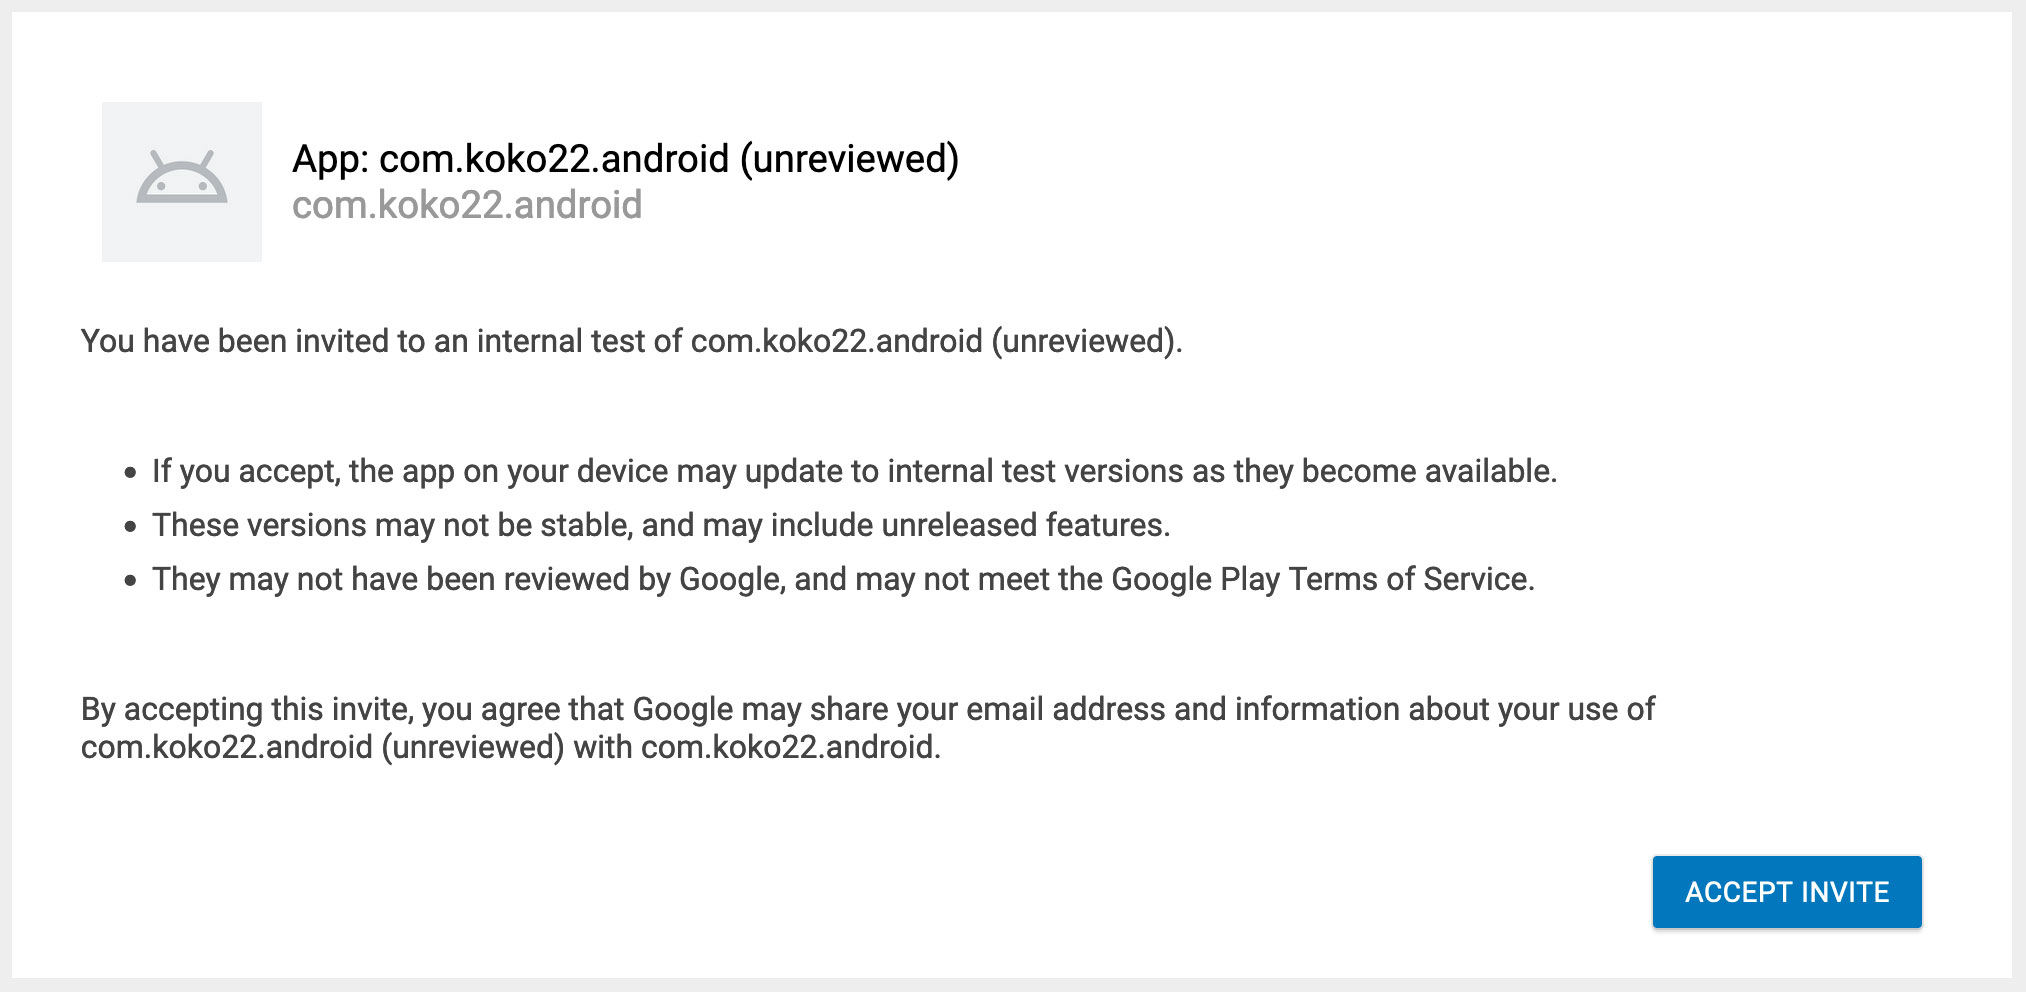 App: com.koko22.android (unreviewed)
com.koko22.android
You have been invited to an internal test of com.koko22.android (unreviewed).
• If you accept, the app on your device may update to internal test versions as they become available.
• These versions may not be stable, and may include unreleased features.
• They may not have been reviewed by Google, and may not meet the Google Play Terms of Service.
By accepting this invite, you agree that Google may share your email address and information about your use of
com.koko22.android (unreviewed) with com.koko22.android.
ACCEPT INVITE